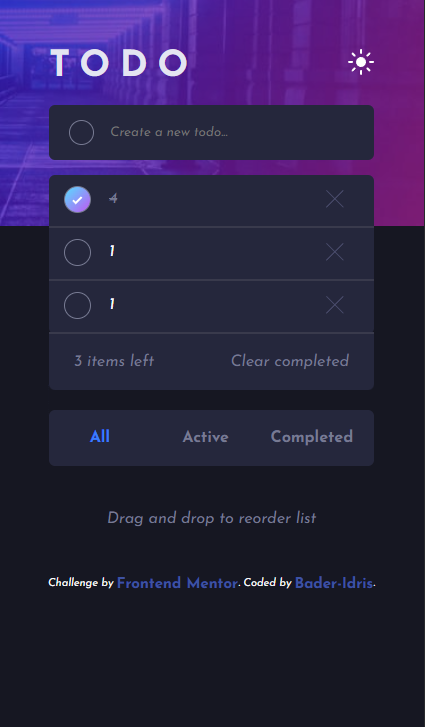 TODO
Create a new todo...
4
1
1
3 items left Clear completed
All Active Completed
Drag and drop to reorder list
Challenge by Frontend Mentor. Coded by Bader-Idris.